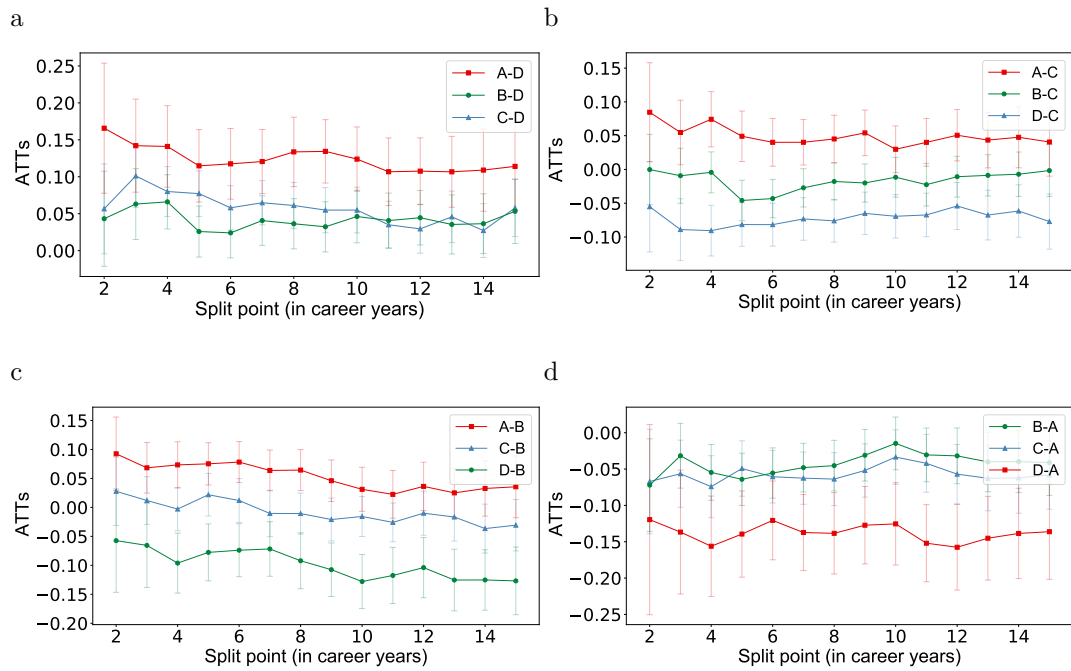 a
0.25
0.20
0.15
0.10
0.05
0.00
ATTs
A-D
B-D
C-D
2 4 6 8 10 12 14
Split point (in career years)
b
0.15
0.10
0.05
0.00
−0.05
−0.10
ATTs
A-C
B-C
D-C
2 4 6 8 10 12 14
Split point (in career years)
c
0.15
0.10
0.05
0.00
−0.05
−0.10
−0.15
−0.20
ATTs
A-B
C-B
D-B
2 4 6 8 10 12 14
Split point (in career years)
d
0.00
−0.05
−0.10
−0.15
−0.20
−0.25
ATTs
B-A
C-A
D-A
2 4 6 8 10 12 14
Split point (in career years)